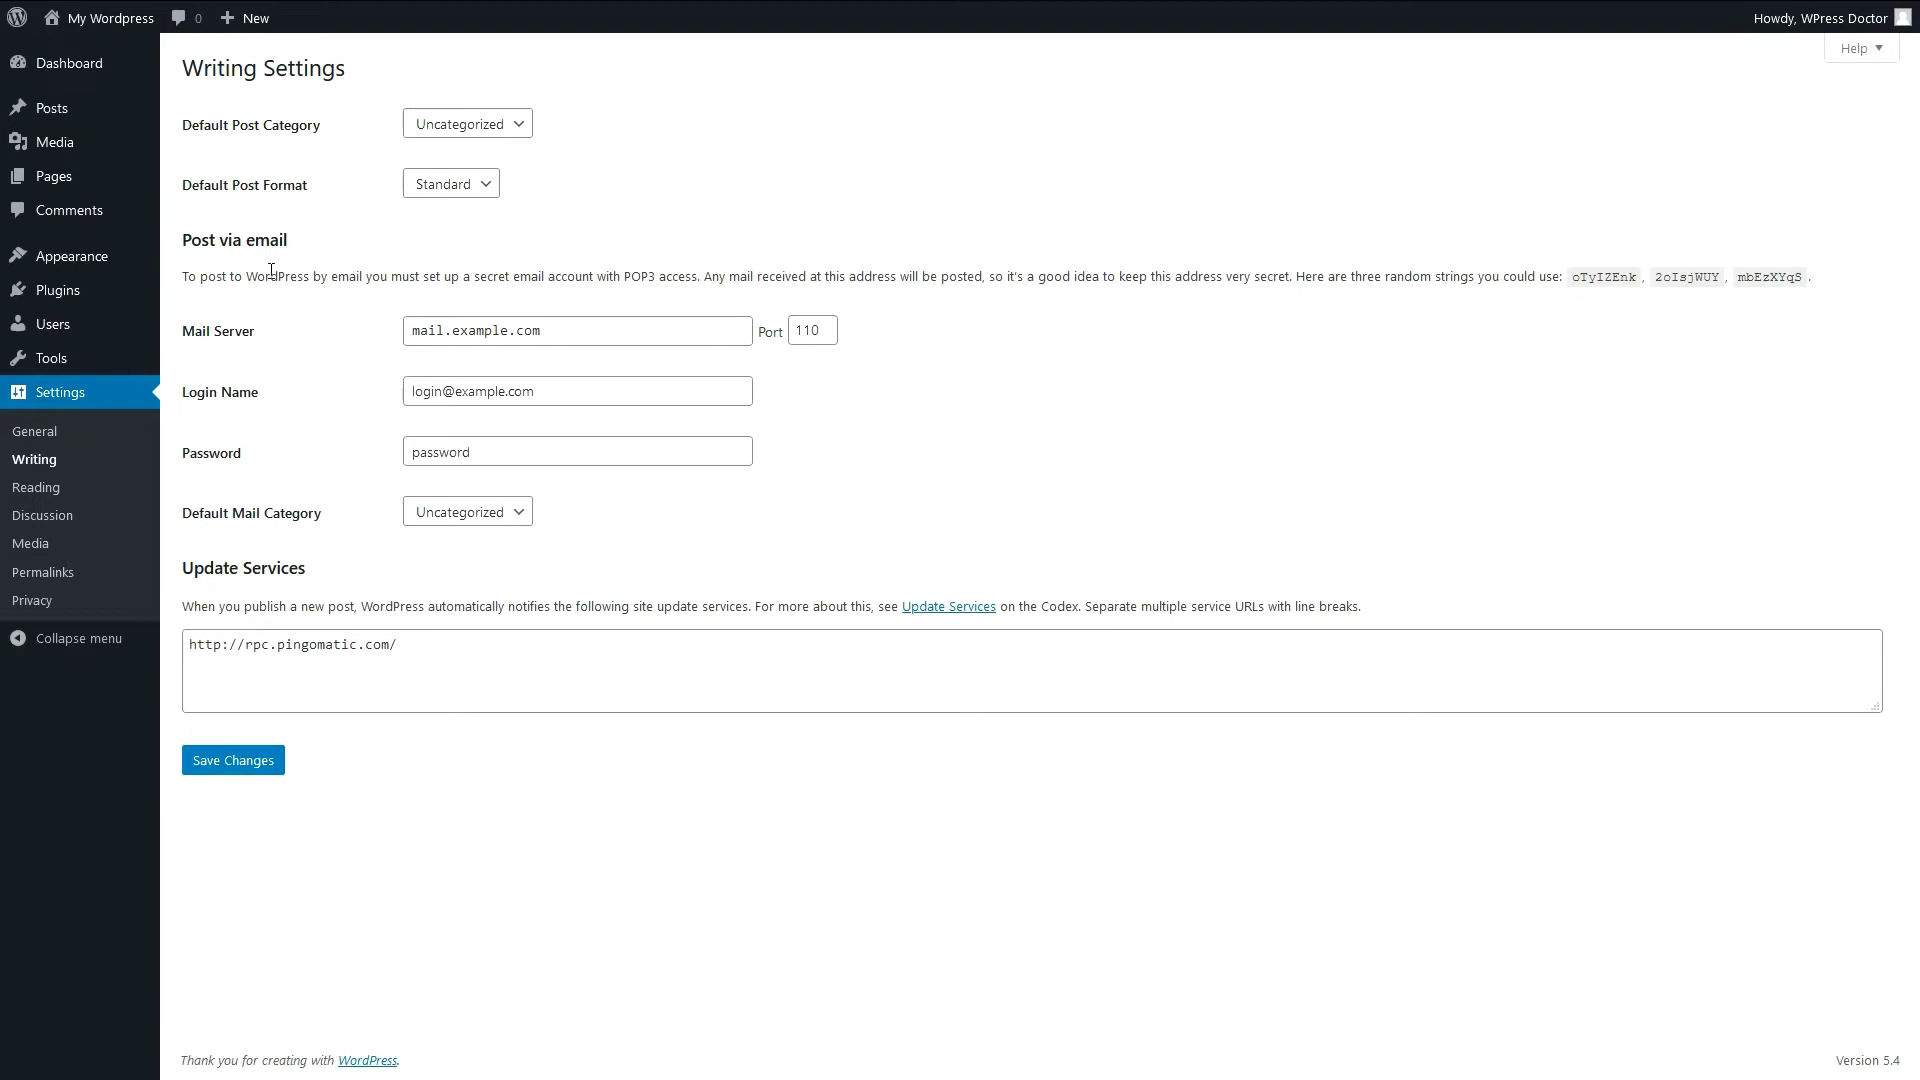 My Wordpress
0
New
Howdy, WPress Doctor
Help
Dashboard
Posts
Media
Pages
Comments
Appearance
Plugins
Users
Tools
Settings
General
Writing
Reading
Discussion
Media
Permalinks
Privacy
Collapse menu
Writing Settings
Default Post Category
Uncategorized
Default Post Format
Standard
Post via email
To post to WordPress by email you must set up a secret email account with POP3 access. Any mail received at this address will be posted, so it's a good idea to keep this address very secret. Here are three random strings you could use: oTyIZEnk, 2oIsjWUY, mbEzXYqS.
Mail Server
mail.example.com
Port
110
Login Name
login@example.com
Password
password
Default Mail Category
Uncategorized
Update Services
When you publish a new post, WordPress automatically notifies the following site update services. For more about this, see Update Services on the Codex. Separate multiple service URLs with line breaks.
http://rpc.pingomatic.com/
Save Changes
Thank you for creating with WordPress.
Version 5.4